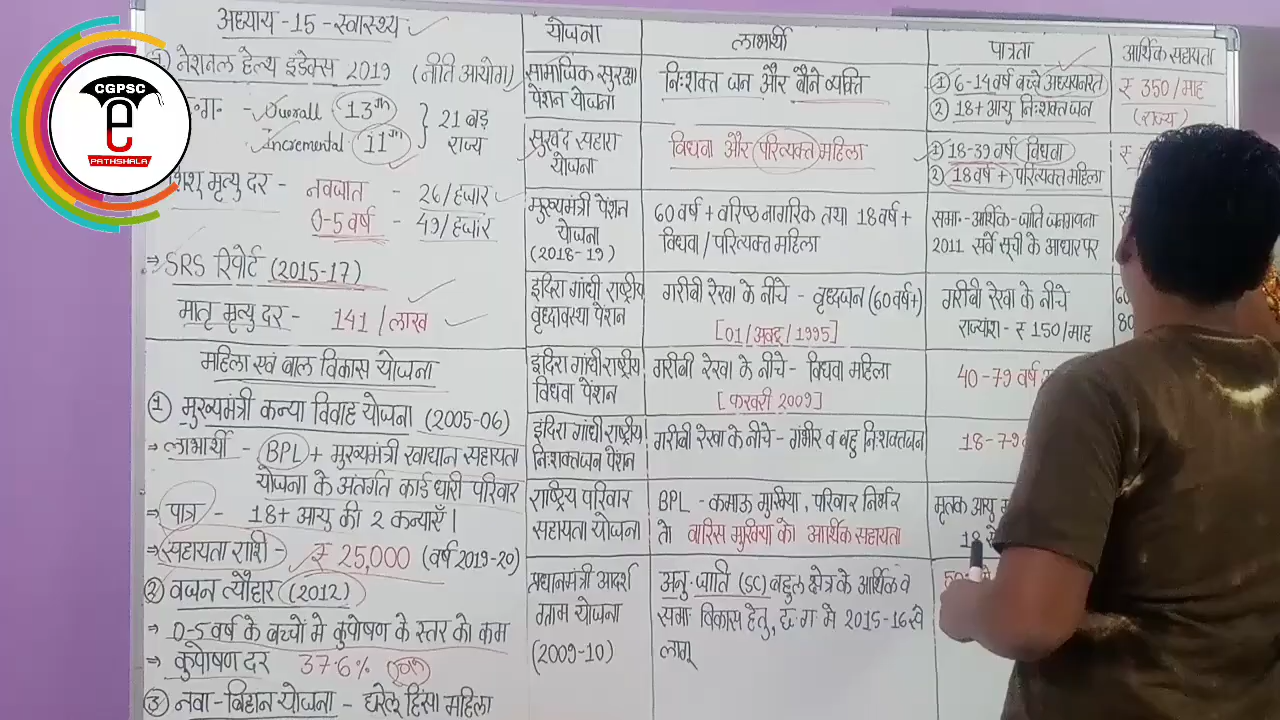 CGPSC
e
PATHSHALA
अध्याय - 15 - स्वास्थ्य
नेशनल हेल्थ इंडेक्स 2019 (नीति आयोग)
ग. - Overall 13th
Incremental 11th
21 बड़े
राज्य
शिशु मृत्यु दर - नवजात - 26/हजार
0-5 वर्ष - 49/हजार
⇒ SRS रिपोर्ट (2015-17)
मातृ मृत्यु दर - 141 / लाख
महिला एवं बाल विकास योजना
① मुख्यमंत्री कन्या विवाह योजना (2005-06)
⇒ लाभार्थी - BPL + मुख्यमंत्री खाद्यान सहायता
योजना के अंतर्गत कार्ड धारी परिवार
⇒ पात्र - 18+ आयु की 2 कन्याएँ।
⇒ सहायता राशि - ₹ 25,000 (वर्ष 2019-20)
② वजन त्यौहार (2012)
⇒ 0-5 वर्ष के बच्चों मे कुपोषण के स्तर को कम
⇒ कुपोषण दर 37.6%
③ नवा-बिहान योजना - घरेलू हिंसा महिला
योजना
लाभार्थी
पात्रता
आर्थिक सहायता
सामाजिक सुरक्षा
पेंशन योजना
निःशक्त जन और बौने व्यक्ति
① 6-14 वर्ष बच्चे अध्ययनरत
② 18+ आयु निःशक्तजन
₹ 350/माह
(राज्य)
सुखद सहारा
योजना
विधवा और परित्यक्त महिला
① 18-39 वर्ष विधवा
② 18 वर्ष + परित्यक्त महिला
₹
मुख्यमंत्री पेंशन
योजना
(2018-19)
60 वर्ष + वरिष्ठ नागरिक तथा 18 वर्ष +
विधवा / परित्यक्त महिला
समा.-आर्थिक-जाति जनगणना
2011 सर्वे सूची के आधार पर
इंदिरा गांधी राष्ट्रीय
वृध्दावस्था पेंशन
गरीबी रेखा के नीचे - वृध्दजन (60 वर्ष+)
[01/अक्टू/1995]
गरीबी रेखा के नीचे
राज्यांश - ₹ 150/माह
60
80
इंदिरा गांधी राष्ट्रीय
विधवा पेंशन
गरीबी रेखा के नीचे - विधवा महिला
[फरवरी 2009]
40-79 वर्ष
इंदिरा गांधी राष्ट्रीय
निःशक्तजन पेंशन
गरीबी रेखा के नीचे - गंभीर व बहु निःशक्तजन
18-79
राष्ट्रिय परिवार
सहायता योजना
BPL - कमाऊ मुखिया, परिवार निर्भर
तो वारिस मुखिया को आर्थिक सहायता
मृतक आयु
18
प्रधानमंत्री आदर्श
ग्राम योजना
(2009-10)
अनु. जाति (SC) बहुल क्षेत्र के आर्थिक व
समा. विकास हेतु, छ. ग. मे 2015-16 से
लागू